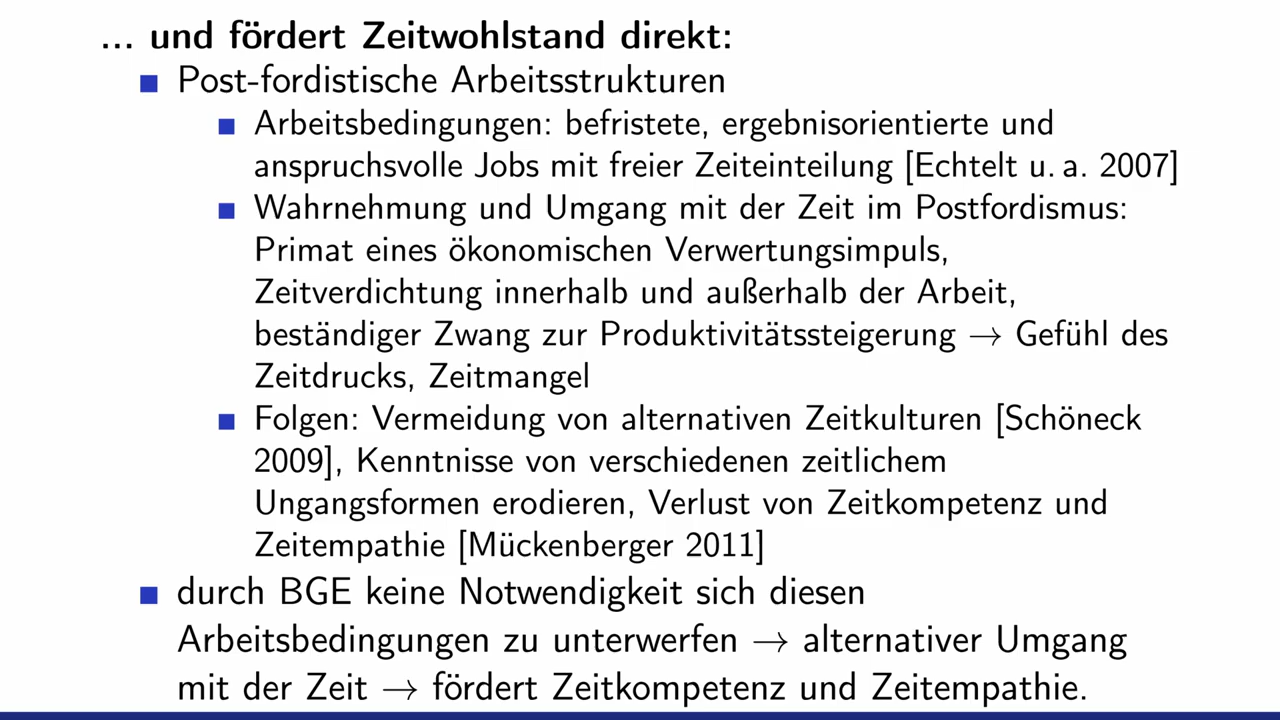 ... und fördert Zeitwohlstand direkt:
Post-fordistische Arbeitsstrukturen
Arbeitsbedingungen: befristete, ergebnisorientierte und
anspruchsvolle Jobs mit freier Zeiteinteilung [Echtelt u. a. 2007]
Wahrnehmung und Umgang mit der Zeit im Postfordismus:
Primat eines ökonomischen Verwertungsimpuls,
Zeitverdichtung innerhalb und außerhalb der Arbeit,
beständiger Zwang zur Produktivitätssteigerung → Gefühl des
Zeitdrucks, Zeitmangel
Folgen: Vermeidung von alternativen Zeitkulturen [Schöneck
2009], Kenntnisse von verschiedenen zeitlichem
Ungangsformen erodieren, Verlust von Zeitkompetenz und
Zeitempathie [Mückenberger 2011]
durch BGE keine Notwendigkeit sich diesen
Arbeitsbedingungen zu unterwerfen → alternativer Umgang
mit der Zeit → fördert Zeitkompetenz und Zeitempathie.